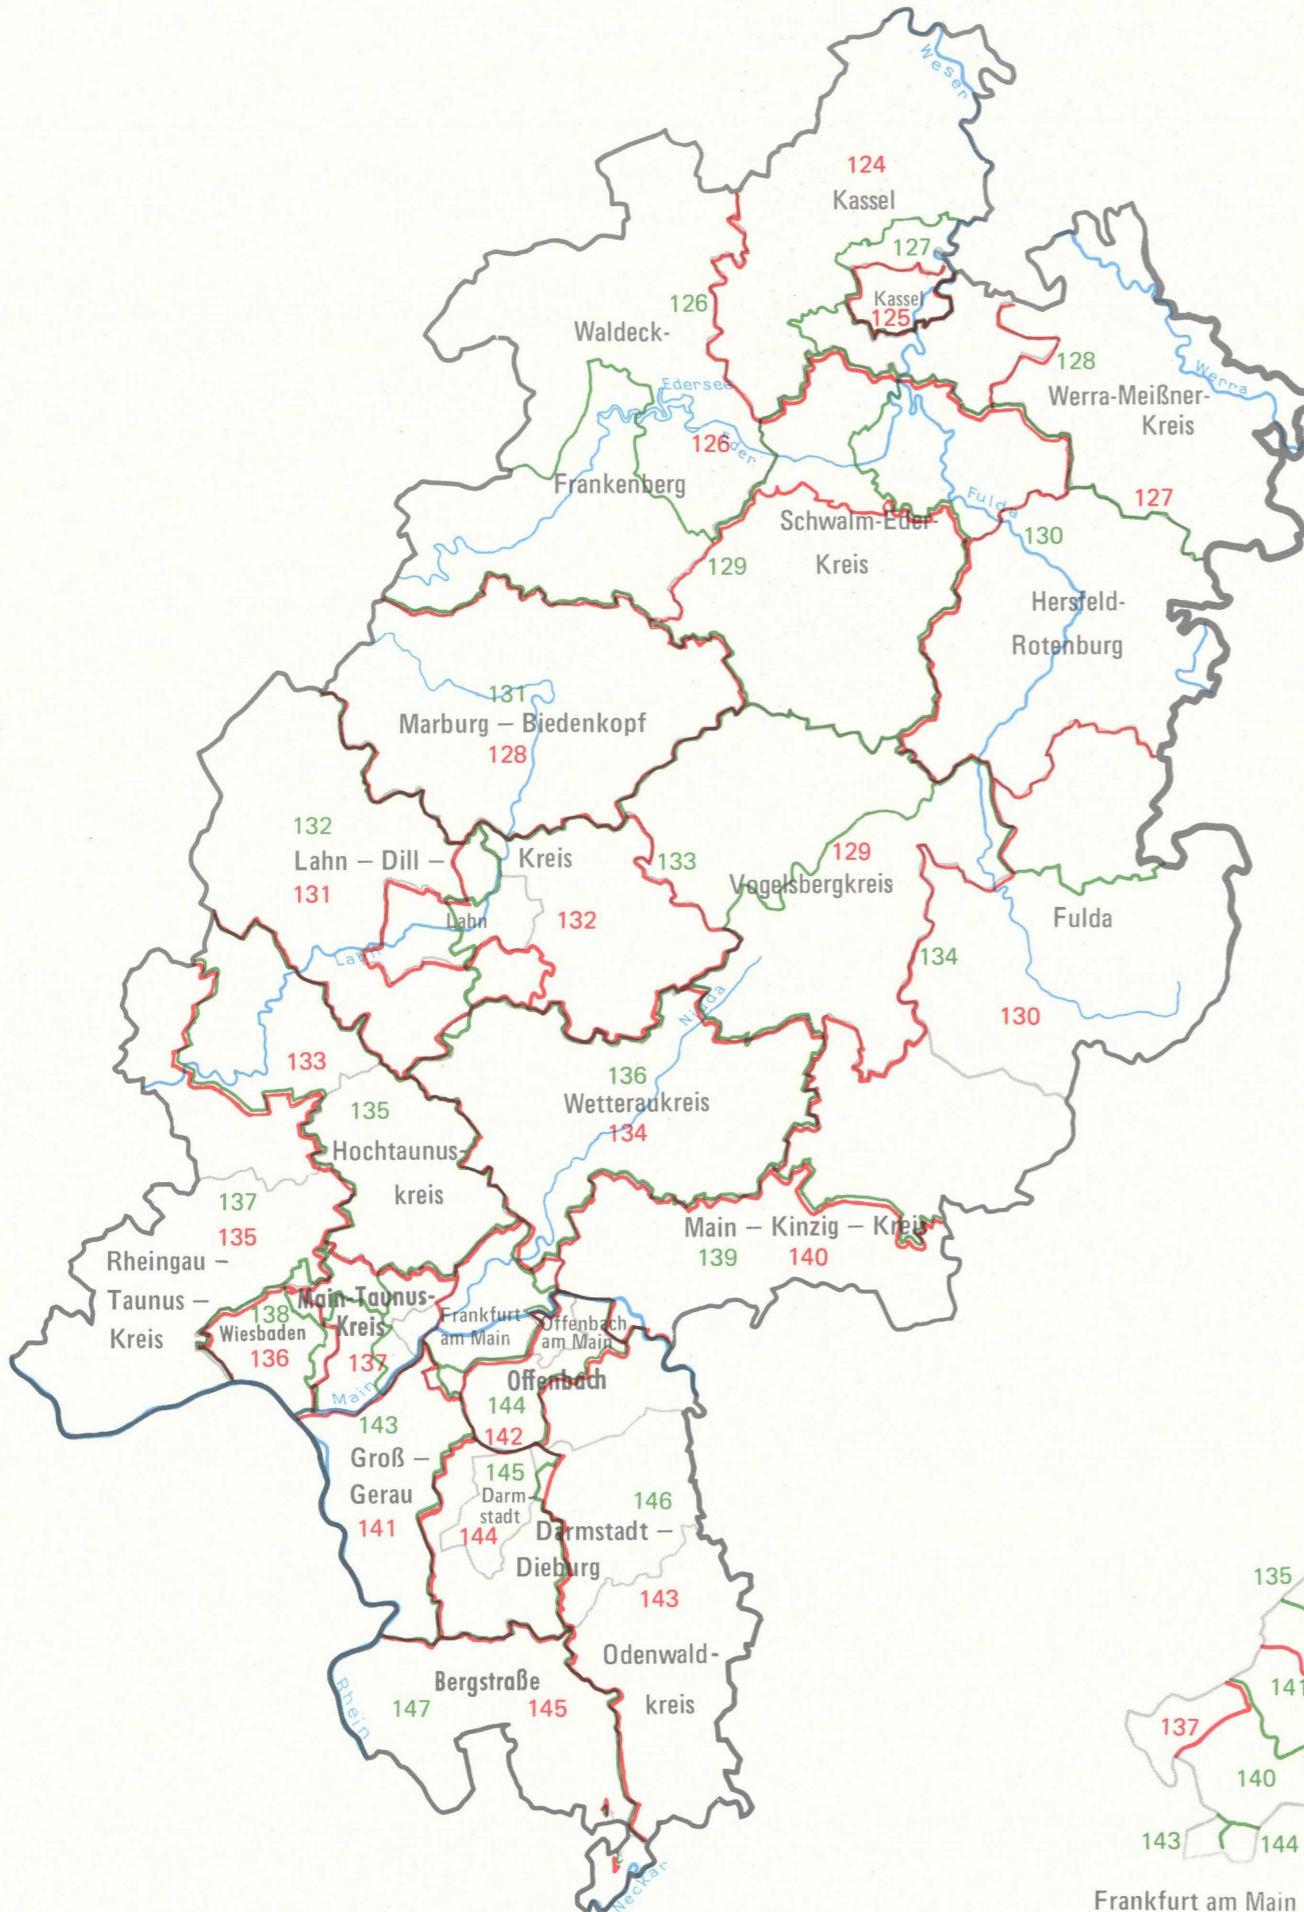 Weser
124
Kassel
127
126
Kassel
125
Waldeck-
128
Werra
Edersee
Werra-Meißner-
Kreis
126
Eder
Frankenberg
127
Fulda
Schwalm-Eder-
130
129
Kreis
Hersfeld-
Rotenburg
131
Marburg – Biedenkopf
128
132
Lahn – Dill –
Kreis
133
129
Vogelsbergkreis
131
Lahn
132
Fulda
Lahn
134
Nidda
130
133
136
135
Wetteraukreis
134
Hochtaunus-
kreis
137
135
Main – Kinzig – Kreis
139
140
Rheingau –
Taunus –
Kreis
138
Main-Taunus-
Kreis
Wiesbaden
136
137
Frankfurt
am Main
Offenbach
am Main
Main
Offenbach
143
144
142
Groß –
Gerau
141
145
Darm-
stadt
144
146
Darmstadt –
Dieburg
143
Odenwald-
kreis
Bergstraße
147
145
Rhein
Neckar
135
141
137
140
143
144
Frankfurt am Main